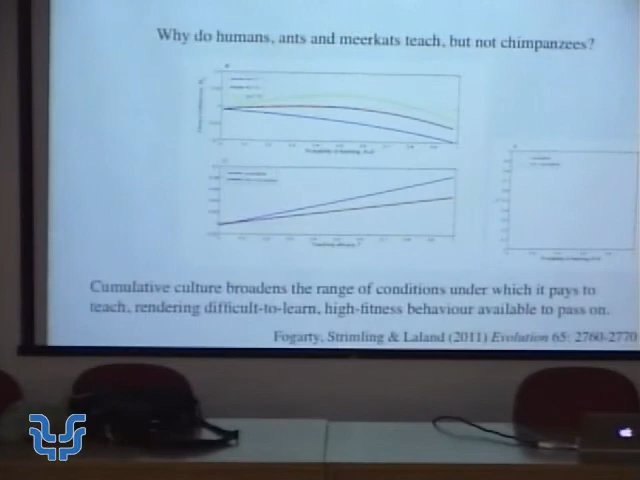 Why do humans, ants and meerkats teach, but not chimpanzees?
Cumulative culture broadens the range of conditions under which it pays to
teach, rendering difficult-to-learn, high-fitness behaviour available to pass on.
Fogarty, Strimling & Laland (2011) Evolution 65: 2760-2770